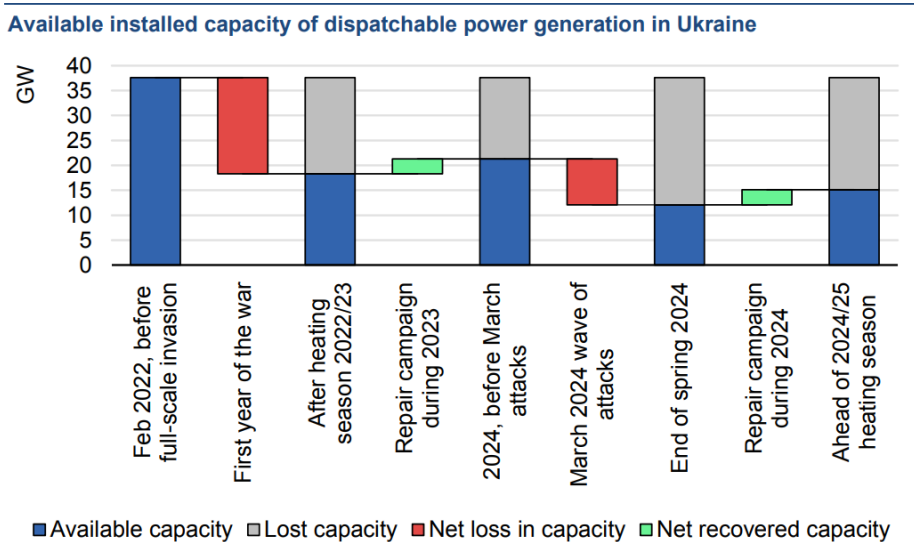 Available installed capacity of dispatchable power generation in Ukraine
GW
40
35
30
25
20
15
10
5
0
Feb 2022, before
full-scale invasion
First year of the war
After heating
season 2022/23
Repair campaign
during 2023
2024, before March
attacks
March 2024 wave of
attacks
End of spring 2024
Repair campaign
during 2024
Ahead of 2024/25
heating season
Available capacity Lost capacity Net loss in capacity Net recovered capacity